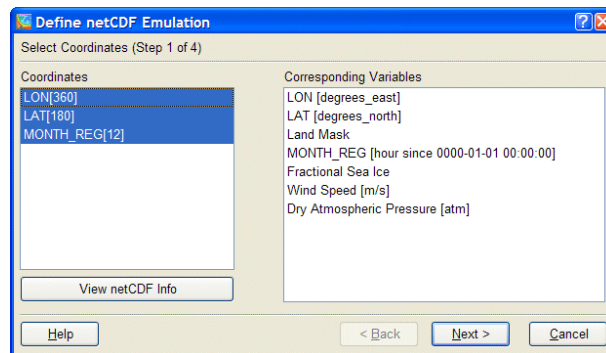 Define netCDF Emulation
Select Coordinates (Step 1 of 4)
Coordinates
LON[360]
LAT[180]
MONTH_REG[12]
View netCDF Info
Corresponding Variables
LON [degrees_east]
LAT [degrees_north]
Land Mask
MONTH_REG [hour since 0000-01-01 00:00:00]
Fractional Sea Ice
Wind Speed [m/s]
Dry Atmospheric Pressure [atm]
Help
< Back
Next >
Cancel